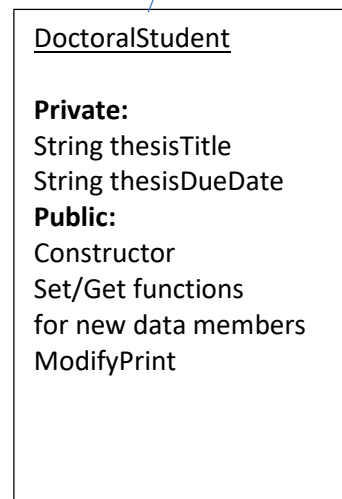 DoctoralStudent
Private:
String thesisTitle
String thesisDueDate
Public:
Constructor
Set/Get functions
for new data members
ModifyPrint